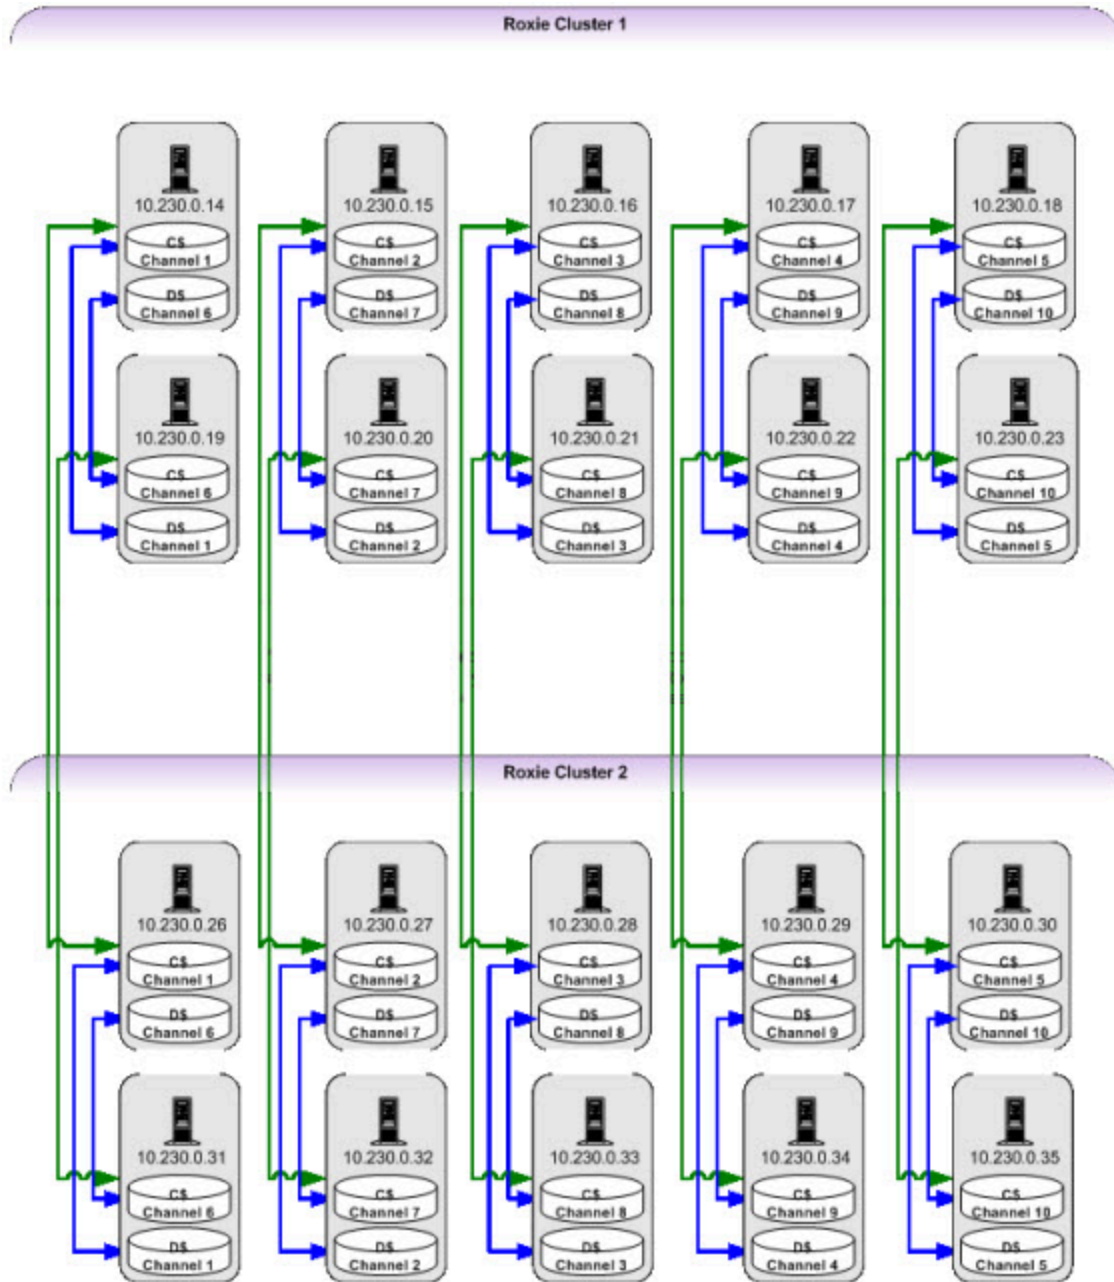 Roxie Cluster 1
10.230.0.14 10.230.0.15 10.230.0.16 10.230.0.17 10.230.0.18
C$ C$ C$ C$ C$
Channel 1 Channel 2 Channel 3 Channel 4 Channel 5
D$ D$ D$ D$ D$
Channel 6 Channel 7 Channel 8 Channel 9 Channel 10
10.230.0.19 10.230.0.20 10.230.0.21 10.230.0.22 10.230.0.23
C$ C$ C$ C$ C$
Channel 6 Channel 7 Channel 8 Channel 9 Channel 10
D$ D$ D$ D$ D$
Channel 1 Channel 2 Channel 3 Channel 4 Channel 5
Roxie Cluster 2
10.230.0.26 10.230.0.27 10.230.0.28 10.230.0.29 10.230.0.30
C$ C$ C$ C$ C$
Channel 1 Channel 2 Channel 3 Channel 4 Channel 5
D$ D$ D$ D$ D$
Channel 6 Channel 7 Channel 8 Channel 9 Channel 10
10.230.0.31 10.230.0.32 10.230.0.33 10.230.0.34 10.230.0.35
C$ C$ C$ C$ C$
Channel 6 Channel 7 Channel 8 Channel 9 Channel 10
D$ D$ D$ D$ D$
Channel 1 Channel 2 Channel 3 Channel 4 Channel 5